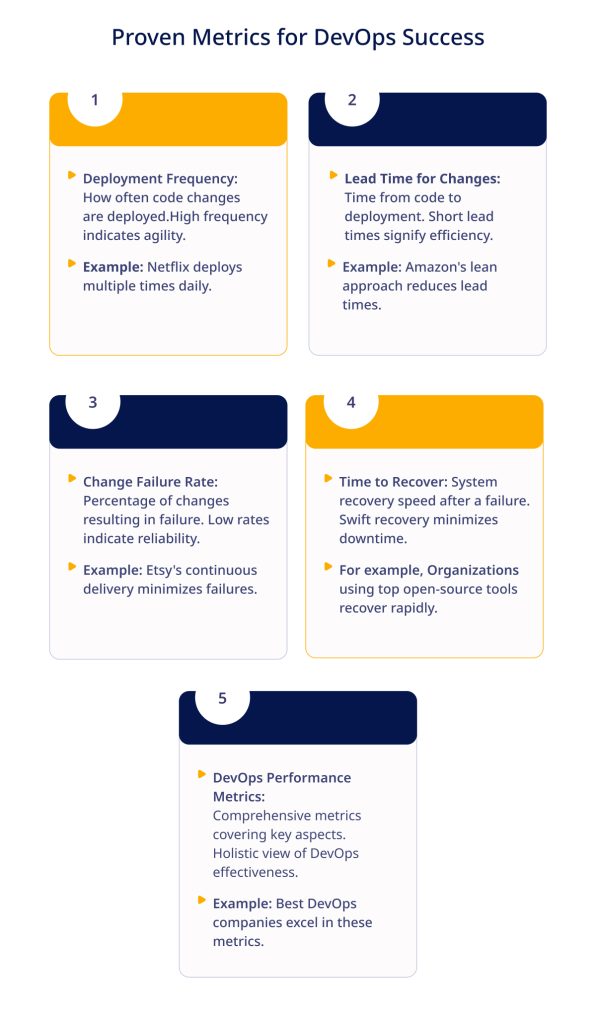 Proven Metrics for DevOps Success
1
Deployment Frequency:
How often code changes
are deployed.High frequency
indicates agility.
Example: Netflix deploys
multiple times daily.
2
Lead Time for Changes:
Time from code to
deployment. Short lead
times signify efficiency.
Example: Amazon's lean
approach reduces lead
times.
3
Change Failure Rate:
Percentage of changes
resulting in failure. Low rates
indicate reliability.
Example: Etsy's continuous
delivery minimizes failures.
4
Time to Recover: System
recovery speed after a failure.
Swift recovery minimizes
downtime.
For example, Organizations
using top open-source tools
recover rapidly.
5
DevOps Performance
Metrics:
Comprehensive metrics
covering key aspects.
Holistic view of DevOps
effectiveness.
Example: Best DevOps
companies excel in these
metrics.